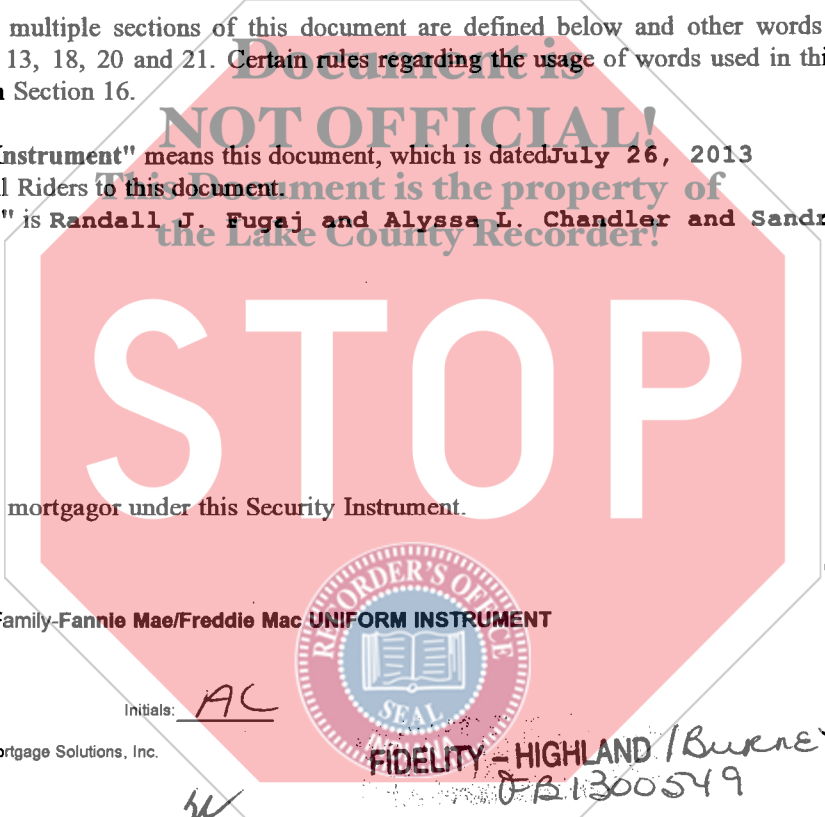 multiple sections of this document are defined below and other words
13, 18, 20 and 21. Certain rules regarding the usage of words used in thi
Section 16.
Document is
NOT OFFICIAL!
This Document is the property of
the Lake County Recorder!
Instrument" means this document, which is datedJuly 26, 2013
l Riders to this document.
" is Randall J. Fugaj and Alyssa L. Chandler and Sandr
STOP
mortgagor under this Security Instrument.
RECORDER'S OFFICE
SEAL
INDIANA
Family-Fannie Mae/Freddie Mac UNIFORM INSTRUMENT
Initials: AC
ortgage Solutions, Inc.
FIDELITY - HIGHLAND / BURNE
FB1300549